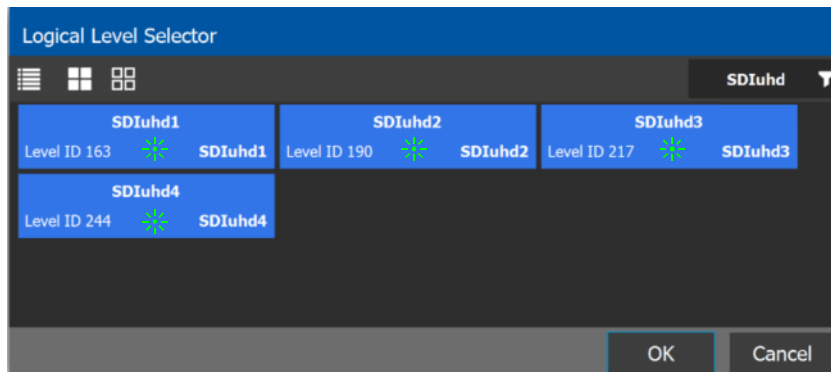 Logical Level Selector
SDIuhd
SDIuhd1
Level ID 163 SDIuhd1
SDIuhd2
Level ID 190 SDIuhd2
SDIuhd3
Level ID 217 SDIuhd3
SDIuhd4
Level ID 244 SDIuhd4
OK Cancel